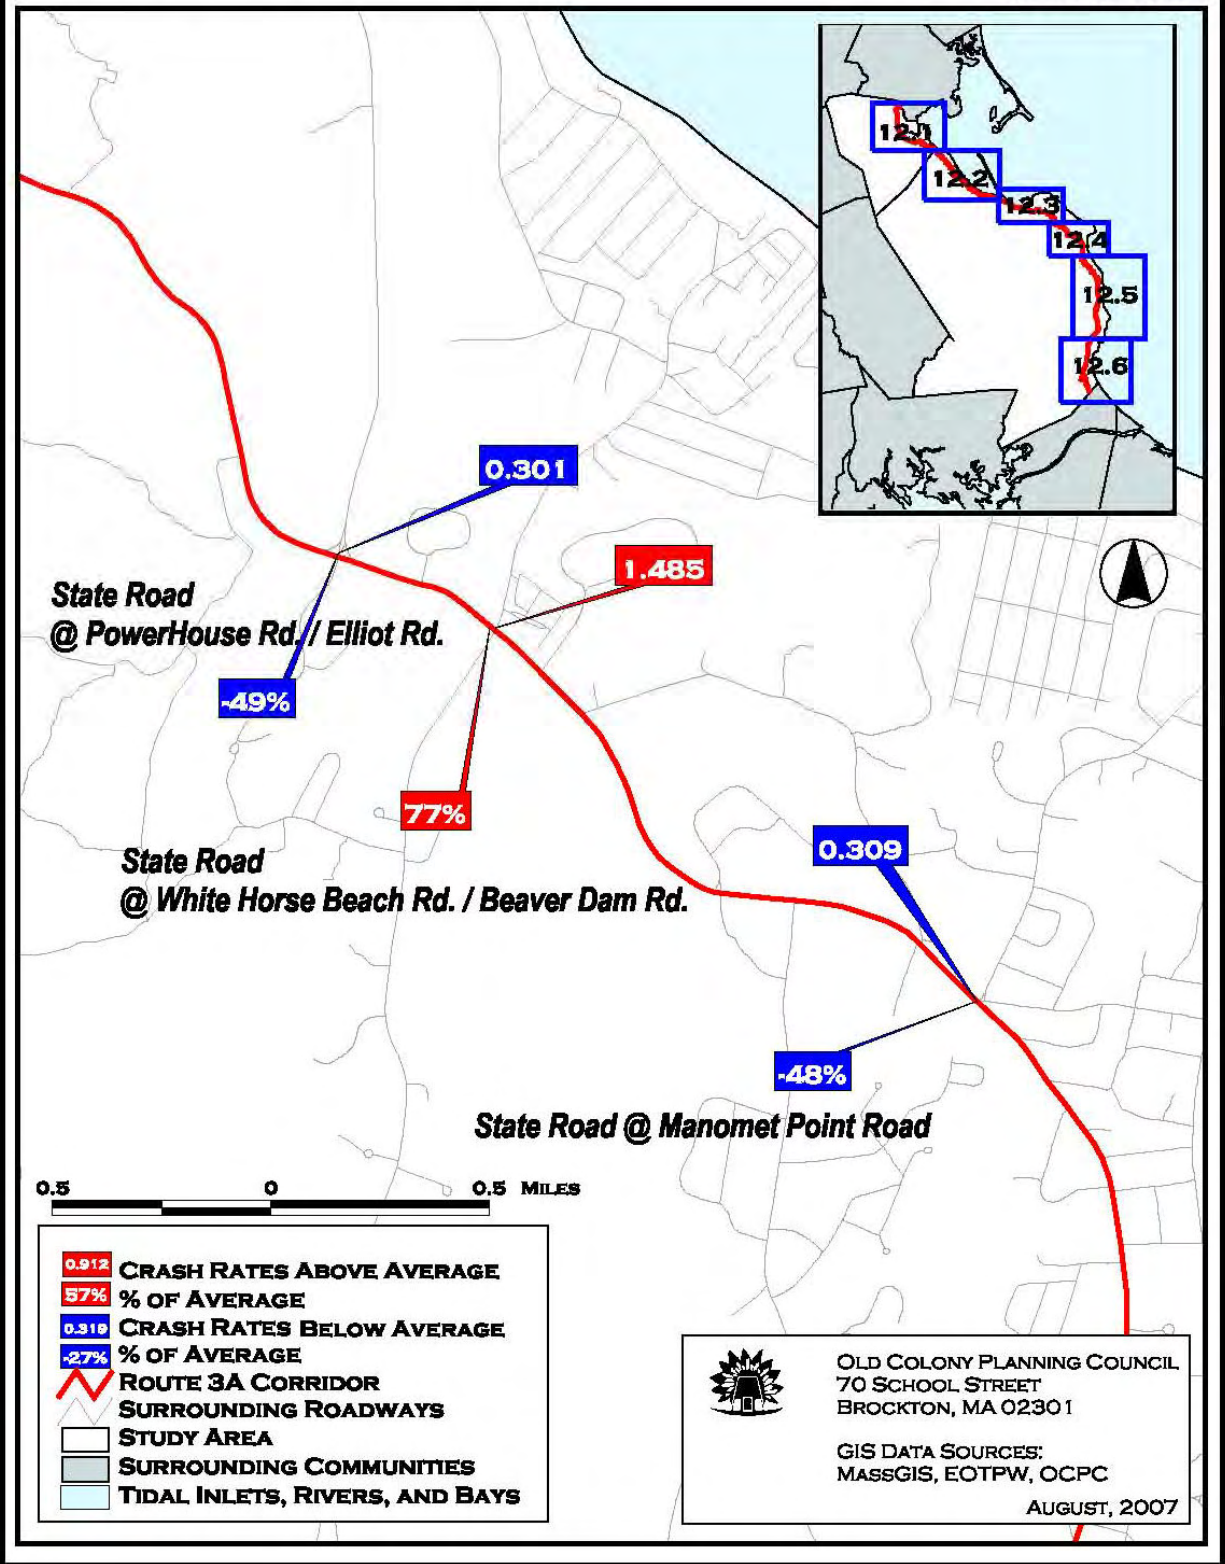 12.1
12.2
12.3
12.4
12.5
12.6
0.301
1.485
State Road
@ PowerHouse Rd. / Elliot Rd.
-49%
77%
0.309
State Road
@ White Horse Beach Rd. / Beaver Dam Rd.
-48%
State Road @ Manomet Point Road
0.5 0 0.5 MILES
0.912 CRASH RATES ABOVE AVERAGE
57% % OF AVERAGE
0.319 CRASH RATES BELOW AVERAGE
-27% % OF AVERAGE
ROUTE 3A CORRIDOR
SURROUNDING ROADWAYS
STUDY AREA
SURROUNDING COMMUNITIES
TIDAL INLETS, RIVERS, AND BAYS
OLD COLONY PLANNING COUNCIL
70 SCHOOL STREET
BROCKTON, MA 02301
GIS DATA SOURCES:
MASSGIS, EOTPW, OCPC
AUGUST, 2007